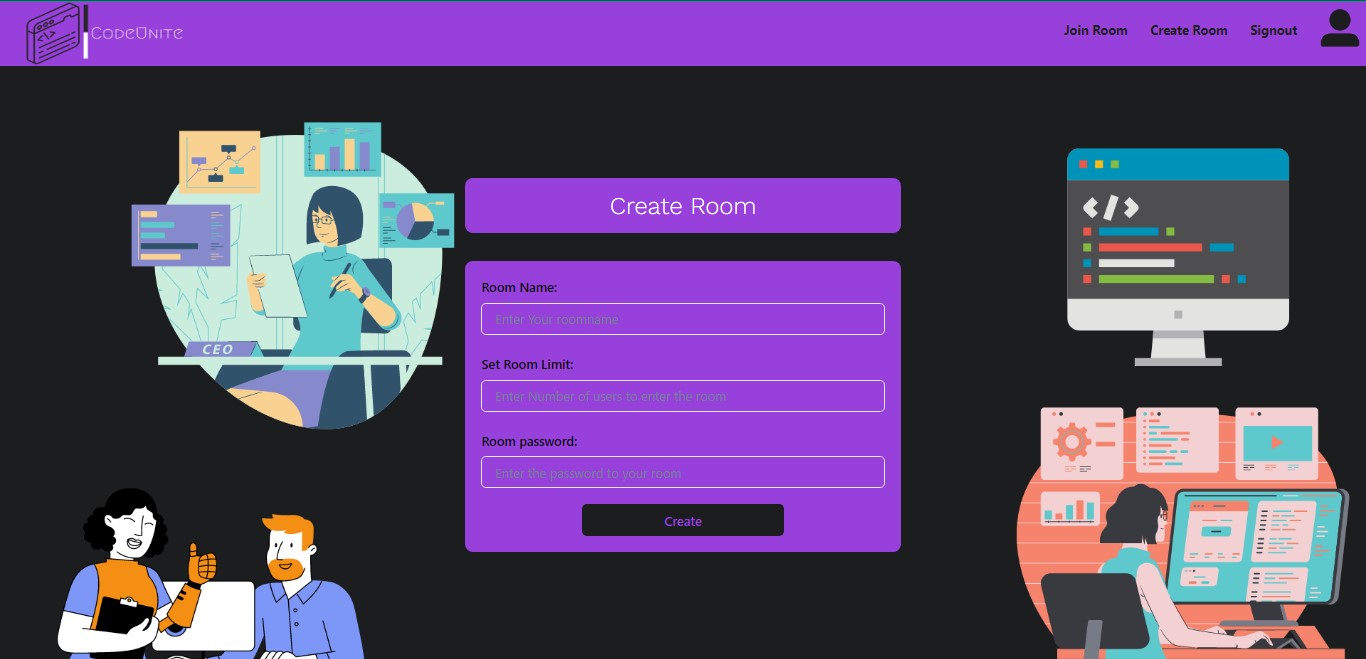 CodeUnite
Join Room
Create Room
Signout
CEO
Create Room
Room Name:
Enter Your roomname
Set Room Limit:
Enter Number of users to enter the room
Room password:
Enter the password to your room
Create